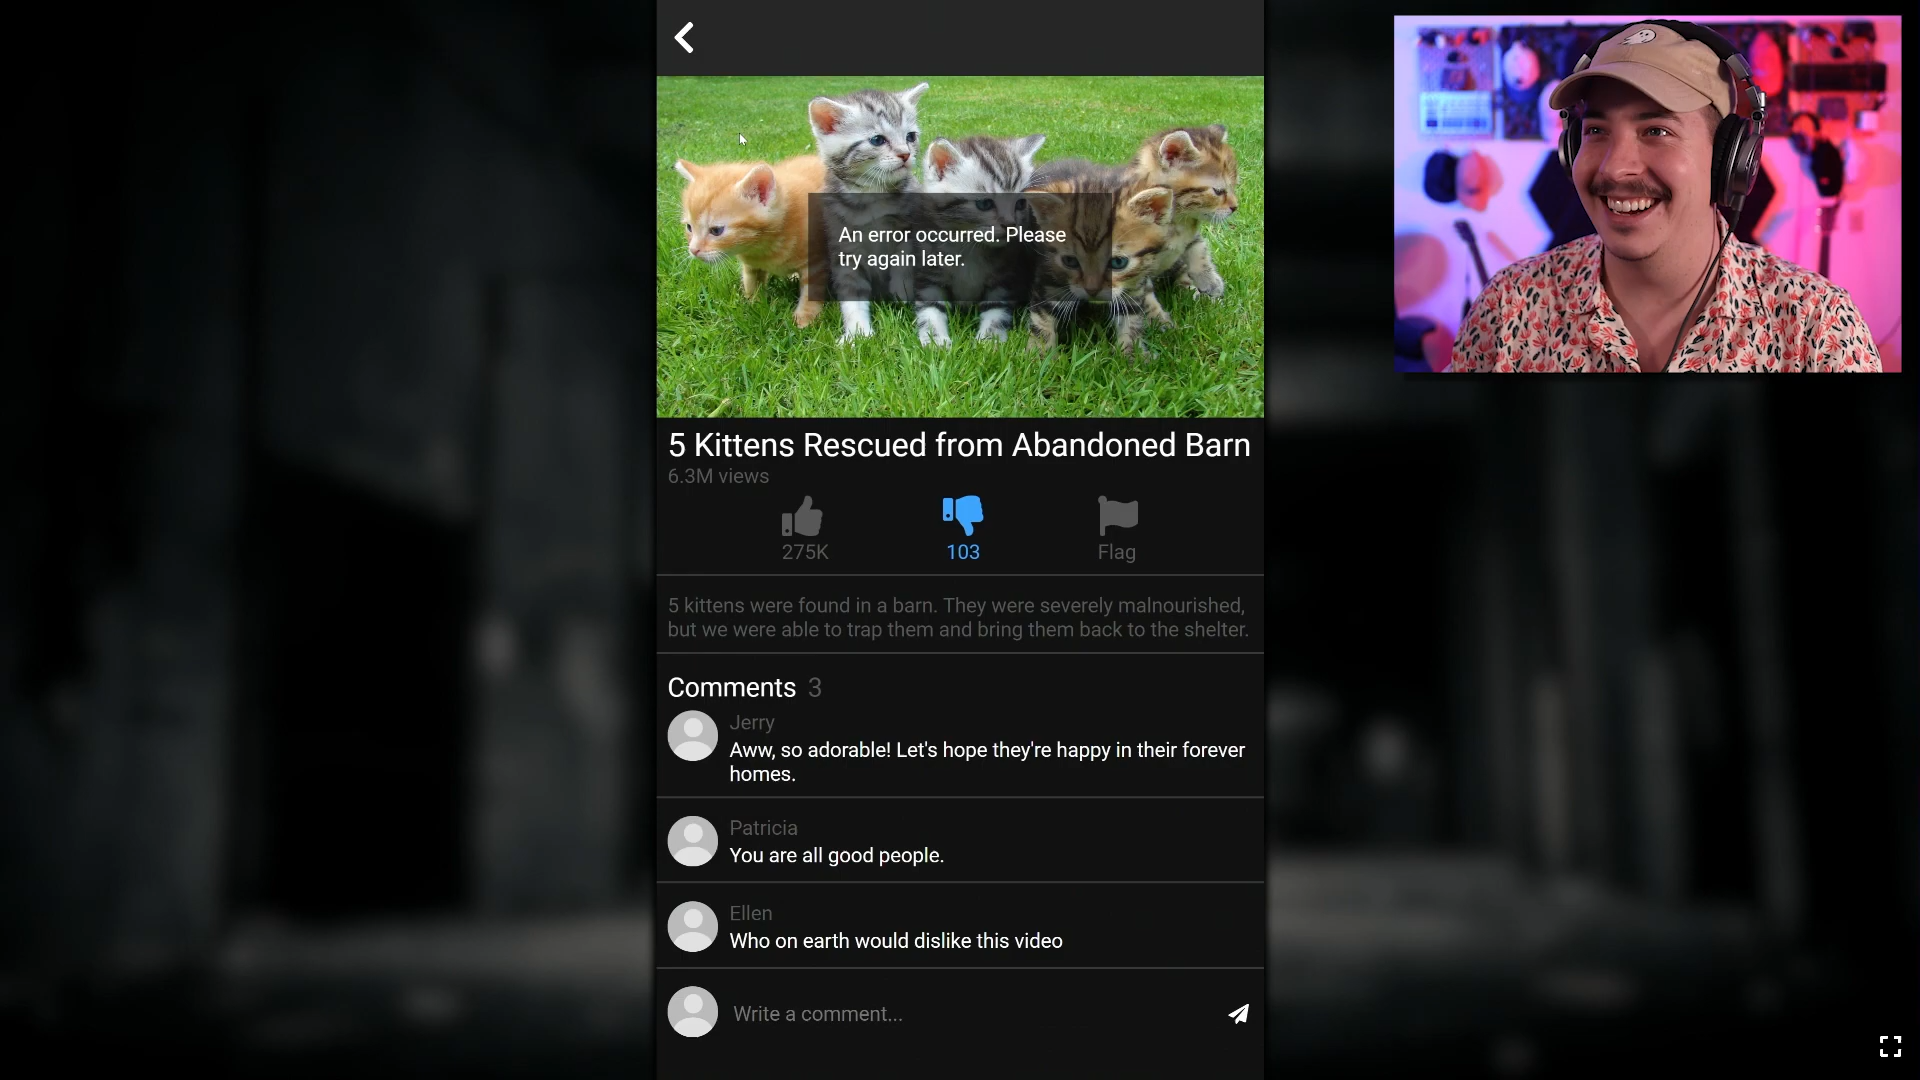 An error occurred. Please
try again later.
5 Kittens Rescued from Abandoned Barn
6.3M views
275K
103
Flag
5 kittens were found in a barn. They were severely malnourished,
but we were able to trap them and bring them back to the shelter.
Comments 3
Jerry
Aww, so adorable! Let's hope they're happy in their forever
homes.
Patricia
You are all good people.
Ellen
Who on earth would dislike this video
Write a comment...